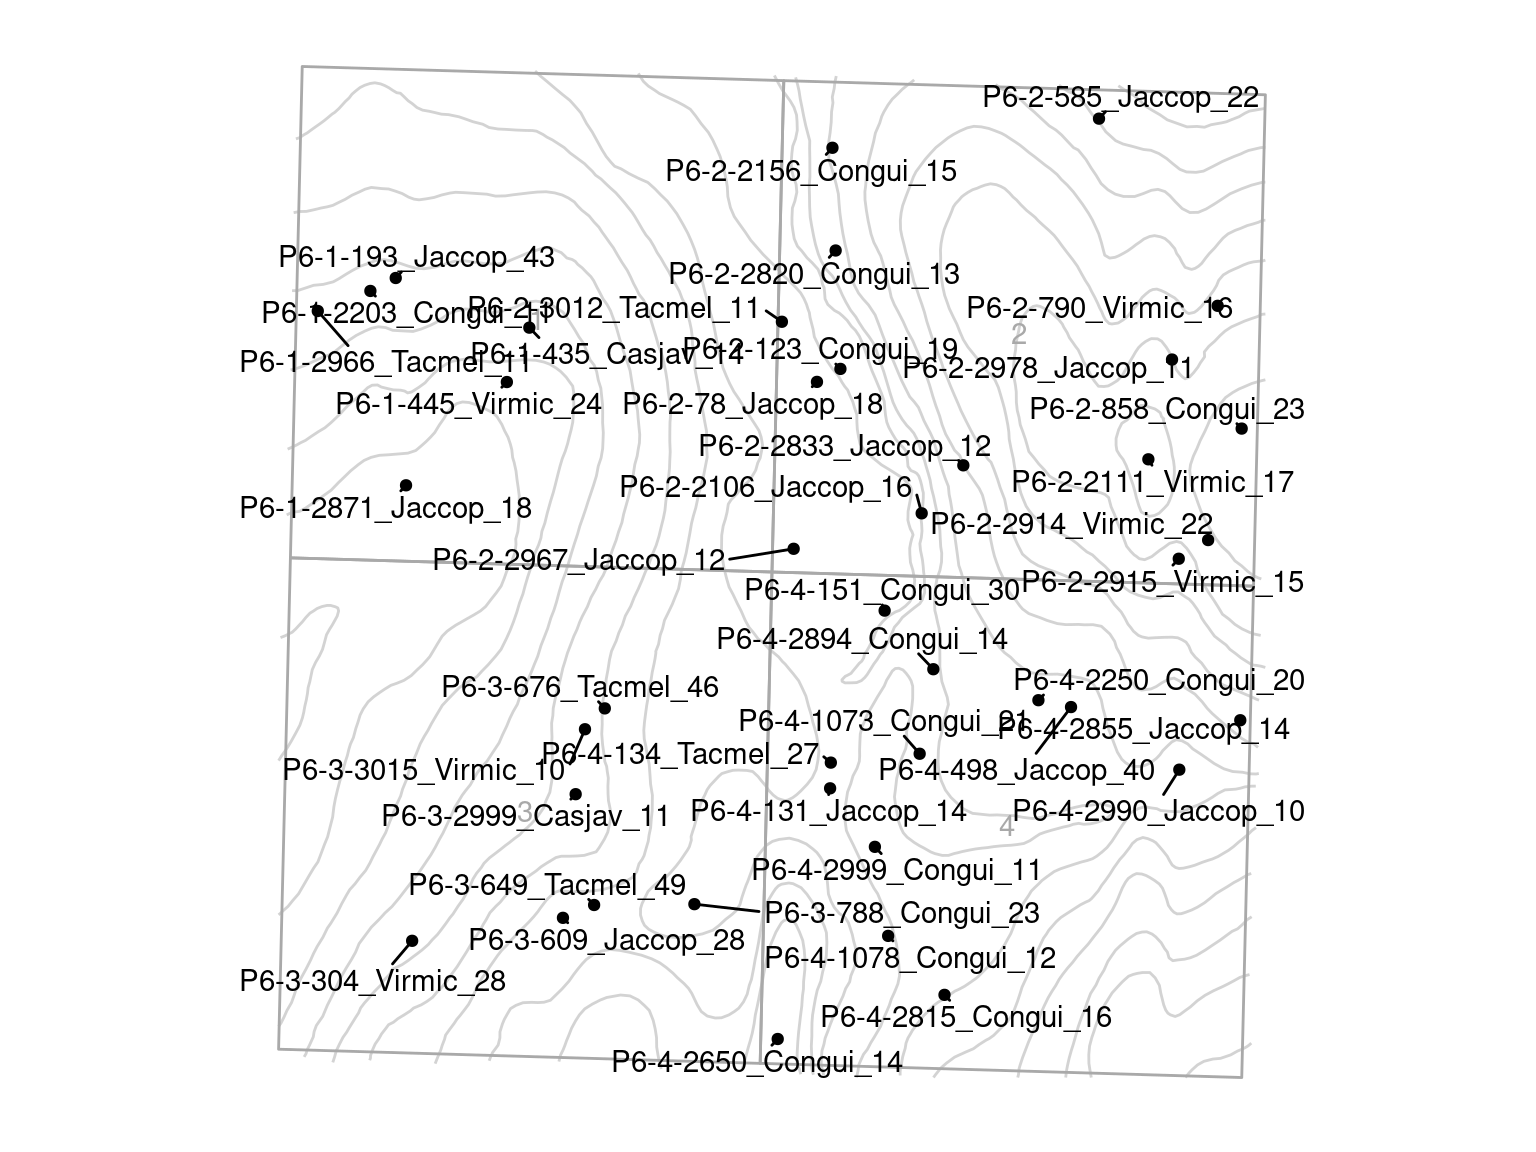 P6-2-585_Jaccop_22
P6-2-2156_Congui_15
P6-1-193_Jaccop_43
P6-2-2820_Congui_13
P6-1-2203_Congui_11
P6-2-3012_Tacmel_11
P6-2-790_Virmic_16
1
2
P6-1-2966_Tacmel_11
P6-1-435_Casjav_14
P6-2-123_Congui_19
P6-2-2978_Jaccop_11
P6-1-445_Virmic_24
P6-2-78_Jaccop_18
P6-2-858_Congui_23
P6-2-2833_Jaccop_12
P6-2-2106_Jaccop_16
P6-2-2111_Virmic_17
P6-1-2871_Jaccop_18
P6-2-2914_Virmic_22
P6-2-2967_Jaccop_12
P6-4-151_Congui_30
P6-2-2915_Virmic_15
P6-4-2894_Congui_14
P6-3-676_Tacmel_46
P6-4-2250_Congui_20
P6-4-1073_Congui_21
P6-4-2855_Jaccop_14
P6-4-134_Tacmel_27
P6-3-3015_Virmic_10
P6-4-498_Jaccop_40
P6-3-2999_Casjav_11
3
P6-4-131_Jaccop_14
P6-4-2990_Jaccop_10
4
P6-4-2999_Congui_11
P6-3-649_Tacmel_49
P6-3-788_Congui_23
P6-3-609_Jaccop_28
P6-4-1078_Congui_12
P6-3-304_Virmic_28
P6-4-2815_Congui_16
P6-4-2650_Congui_14